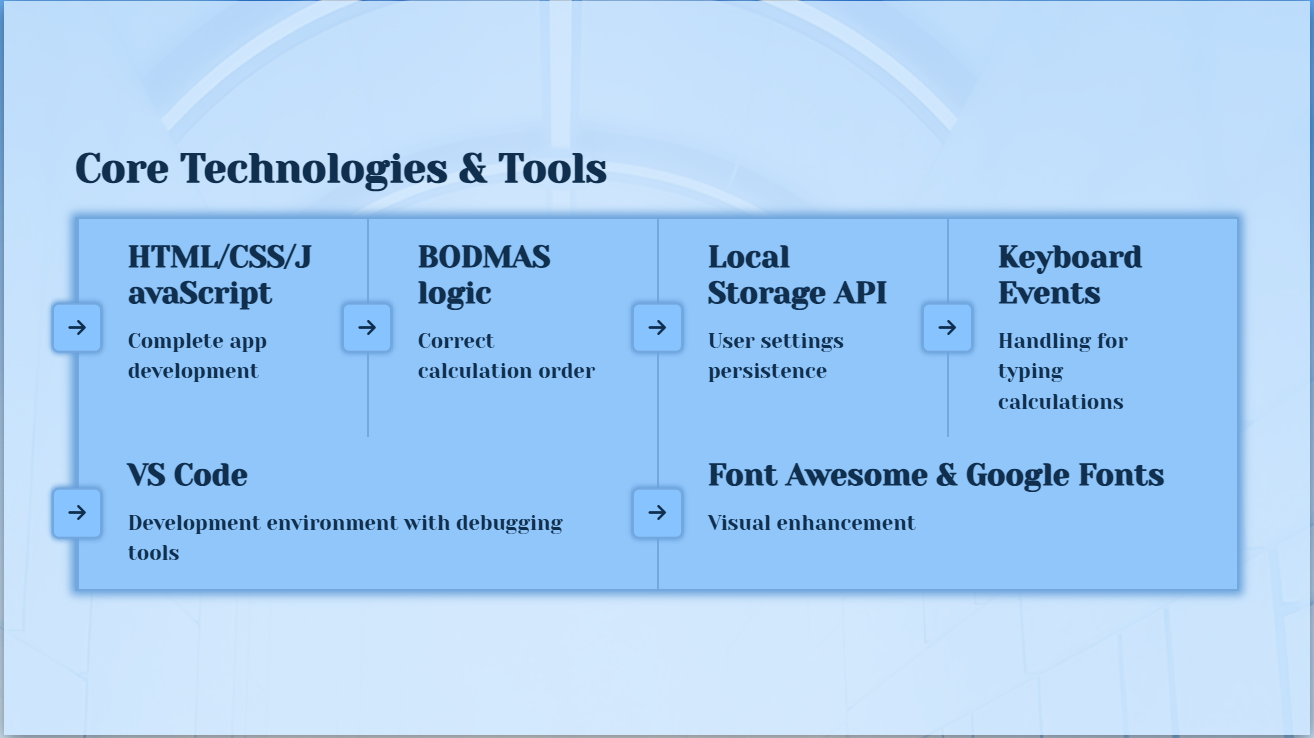 Core Technologies & Tools
HTML/CSS/J
avaScript
Complete app
development
BODMAS
logic
Correct
calculation order
Local
Storage API
User settings
persistence
Keyboard
Events
Handling for
typing
calculations
VS Code
Development environment with debugging
tools
Font Awesome & Google Fonts
Visual enhancement